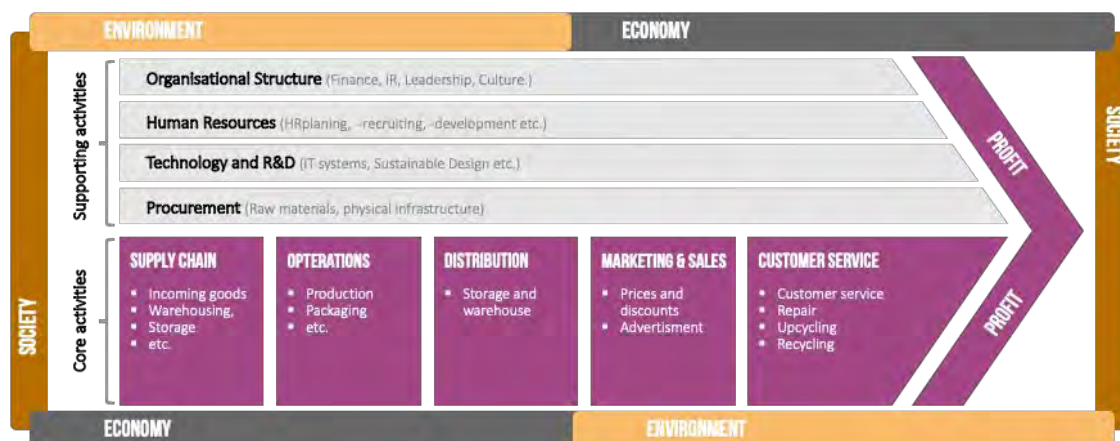 ENVIRONMENT
ECONOMY
SOCIETY
Supporting activities
Organisational Structure (Finance, IR, Leadership, Culture.)
Human Resources (HRplaning, -recruiting, -development etc.)
Technology and R&D (IT systems, Sustainable Design etc.)
Procurement (Raw materials, physical infrastructure)
PROFIT
SOCIETY
Core activities
SUPPLY CHAIN
▪ Incoming goods
▪ Warehousing,
▪ Storage
▪ etc.
OPTERATIONS
▪ Production
▪ Packaging
▪ etc.
DISTRIBUTION
▪ Storage and
warehouse
MARKETING & SALES
▪ Prices and
discounts
▪ Advertisment
CUSTOMER SERVICE
▪ Customer service
▪ Repair
▪ Upcycling
▪ Recycling
PROFIT
ECONOMY
ENVIRONMENT